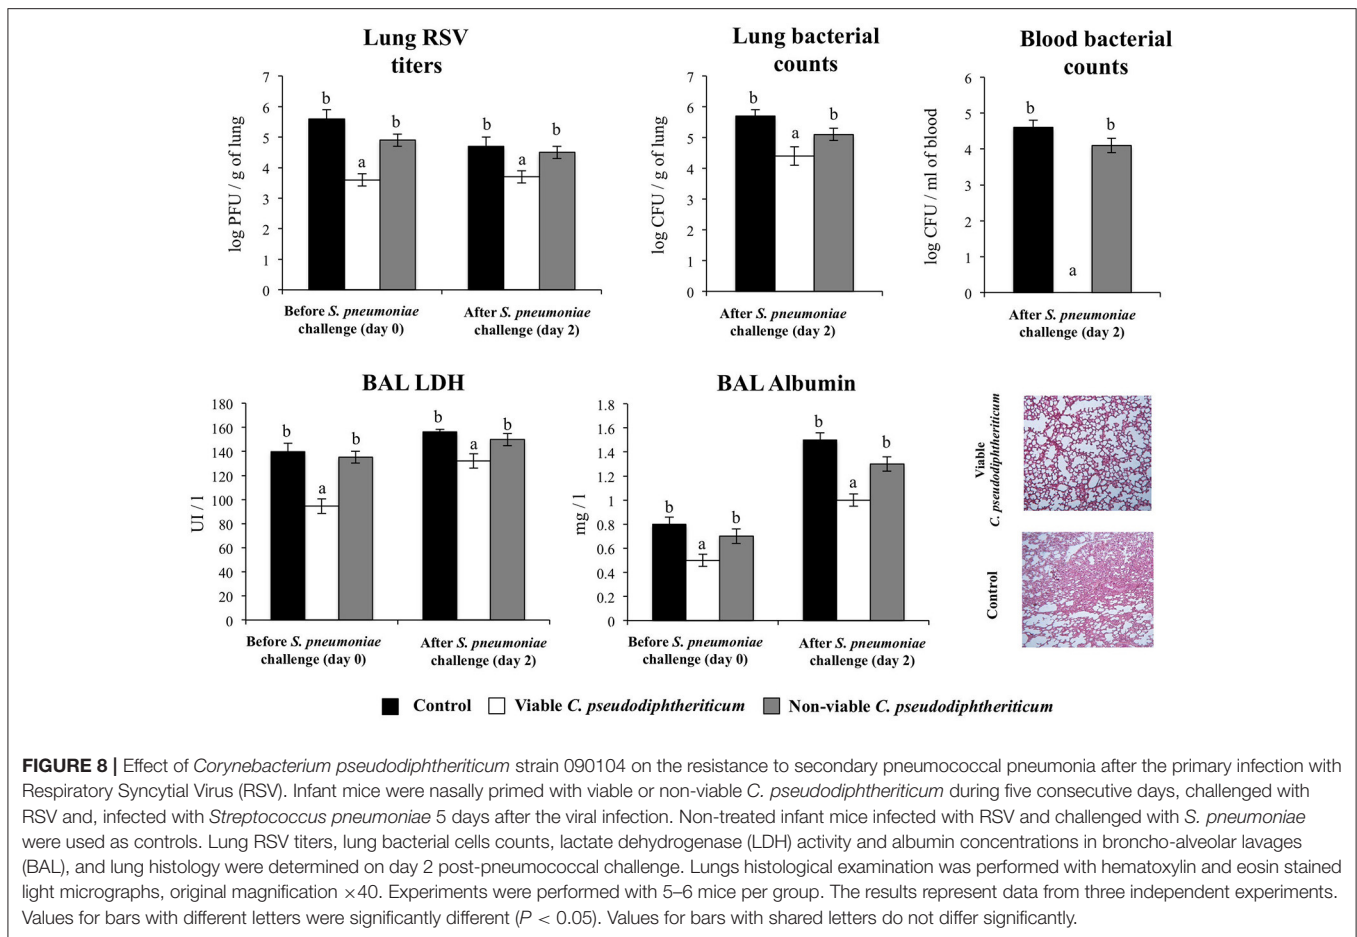 Lung RSV
titers
log PFU / g of lung
7
6
5
4
3
2
1
0
b
a
b
b
a
b
Before S. pneumoniae
challenge (day 0)
After S. pneumoniae
challenge (day 2)
Lung bacterial
counts
log CFU / g of lung
7
6
5
4
3
2
1
0
b
a
b
After S. pneumoniae
challenge (day 2)
Blood bacterial
counts
log CFU / ml of blood
6
5
4
3
2
1
0
b
a
b
After S. pneumoniae
challenge (day 2)
BAL LDH
UI / l
180
160
140
120
100
80
60
40
20
0
b
a
b
b
a
b
Before S. pneumoniae
challenge (day 0)
After S. pneumoniae
challenge (day 2)
BAL Albumin
mg / l
1.8
1.6
1.4
1.2
1
0.8
0.6
0.4
0.2
0
b
a
b
b
a
b
Before S. pneumoniae
challenge (day 0)
After S. pneumoniae
challenge (day 2)
Viable
C. pseudodiphtheriticum
Control
Control
Viable C. pseudodiphtheriticum
Non-viable C. pseudodiphtheriticum
FIGURE 8 | Effect of Corynebacterium pseudodiphtheriticum strain 090104 on the resistance to secondary pneumococcal pneumonia after the primary infection with
Respiratory Syncytial Virus (RSV). Infant mice were nasally primed with viable or non-viable C. pseudodiphtheriticum during five consecutive days, challenged with
RSV and, infected with Streptococcus pneumoniae 5 days after the viral infection. Non-treated infant mice infected with RSV and challenged with S. pneumoniae
were used as controls. Lung RSV titers, lung bacterial cells counts, lactate dehydrogenase (LDH) activity and albumin concentrations in broncho-alveolar lavages
(BAL), and lung histology were determined on day 2 post-pneumococcal challenge. Lungs histological examination was performed with hematoxylin and eosin stained
light micrographs, original magnification ×40. Experiments were performed with 5–6 mice per group. The results represent data from three independent experiments.
Values for bars with different letters were significantly different (P < 0.05). Values for bars with shared letters do not differ significantly.